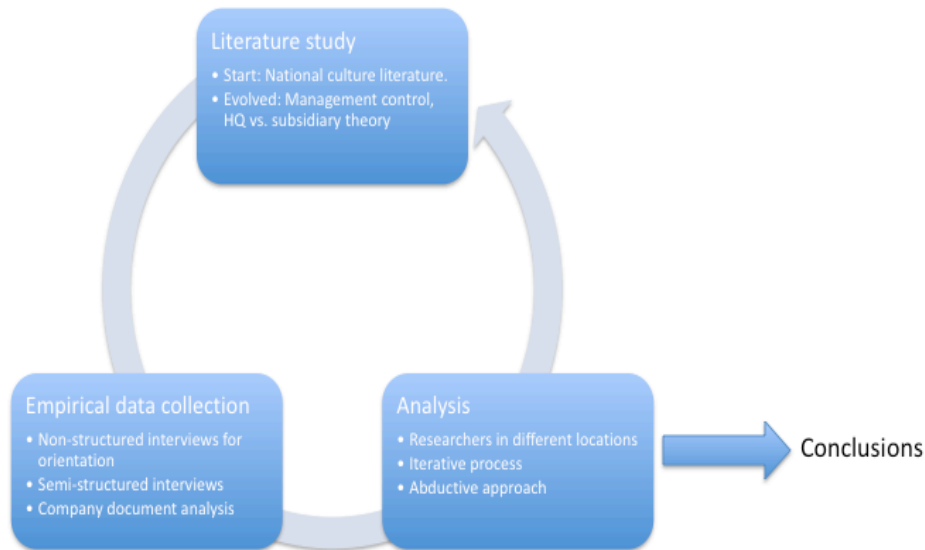 Literature study
• Start: National culture literature.
• Evolved: Management control,
HQ vs. subsidiary theory
Empirical data collection
• Non-structured interviews for
orientation
• Semi-structured interviews
• Company document analysis
Analysis
• Researchers in different locations
• Iterative process
• Abductive approach
Conclusions